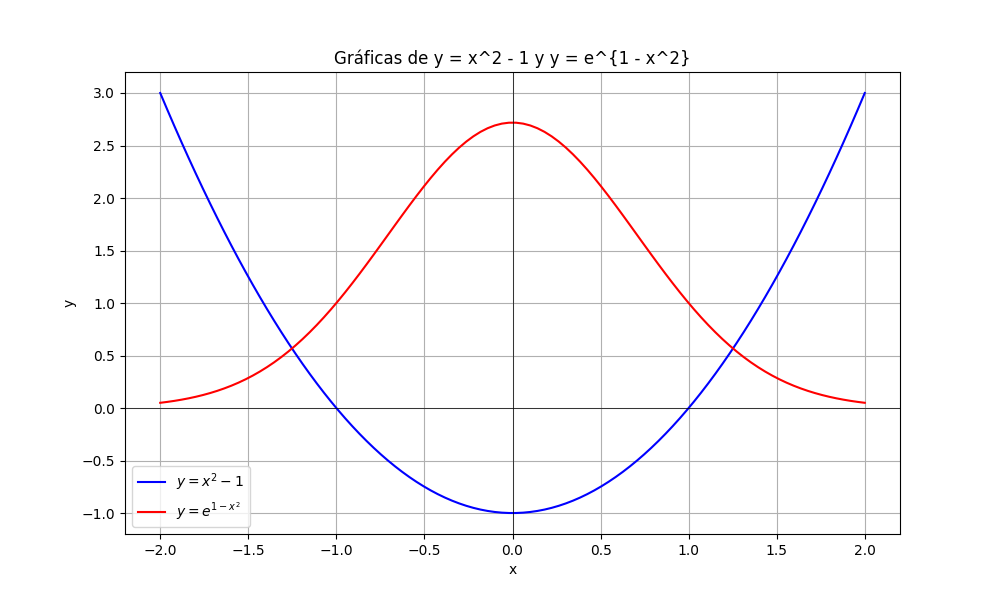 Gráficas de y = x^2 - 1 y y = e^{1 - x^2}
3.0
2.5
2.0
1.5
1.0
0.5
0.0
−0.5
−1.0
y
y = x² − 1
y = e^{1−x²}
−2.0 −1.5 −1.0 −0.5 0.0 0.5 1.0 1.5 2.0
x